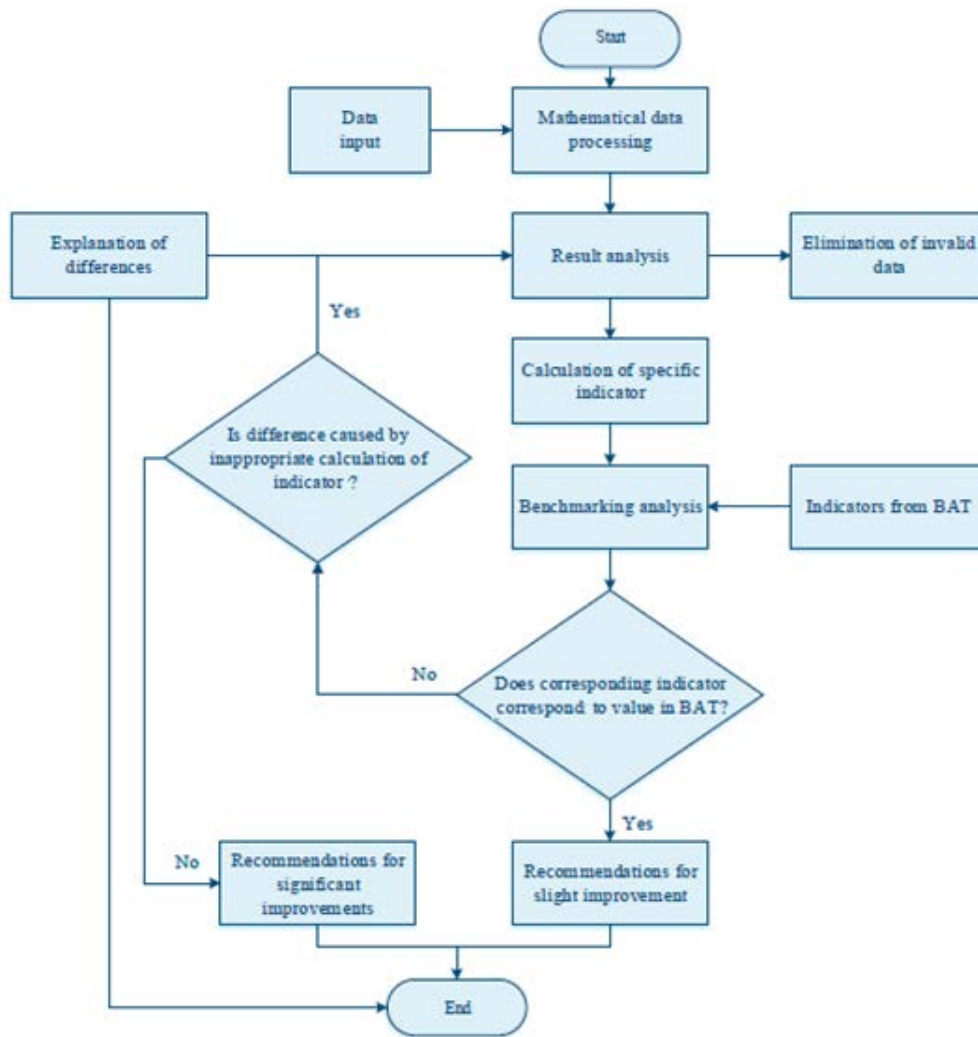 Start
Data
input
Mathematical data
processing
Explanation of
differences
Result analysis
Elimination of invalid
data
Yes
Calculation of specific
indicator
Is difference caused by
inappropriate calculation of
indicator ?
Benchmarking analysis
Indicators from BAT
No
Does corresponding indicator
correspond to value in BAT?
Yes
No
Recommendations for
significant
improvements
Recommendations for
slight improvement
End